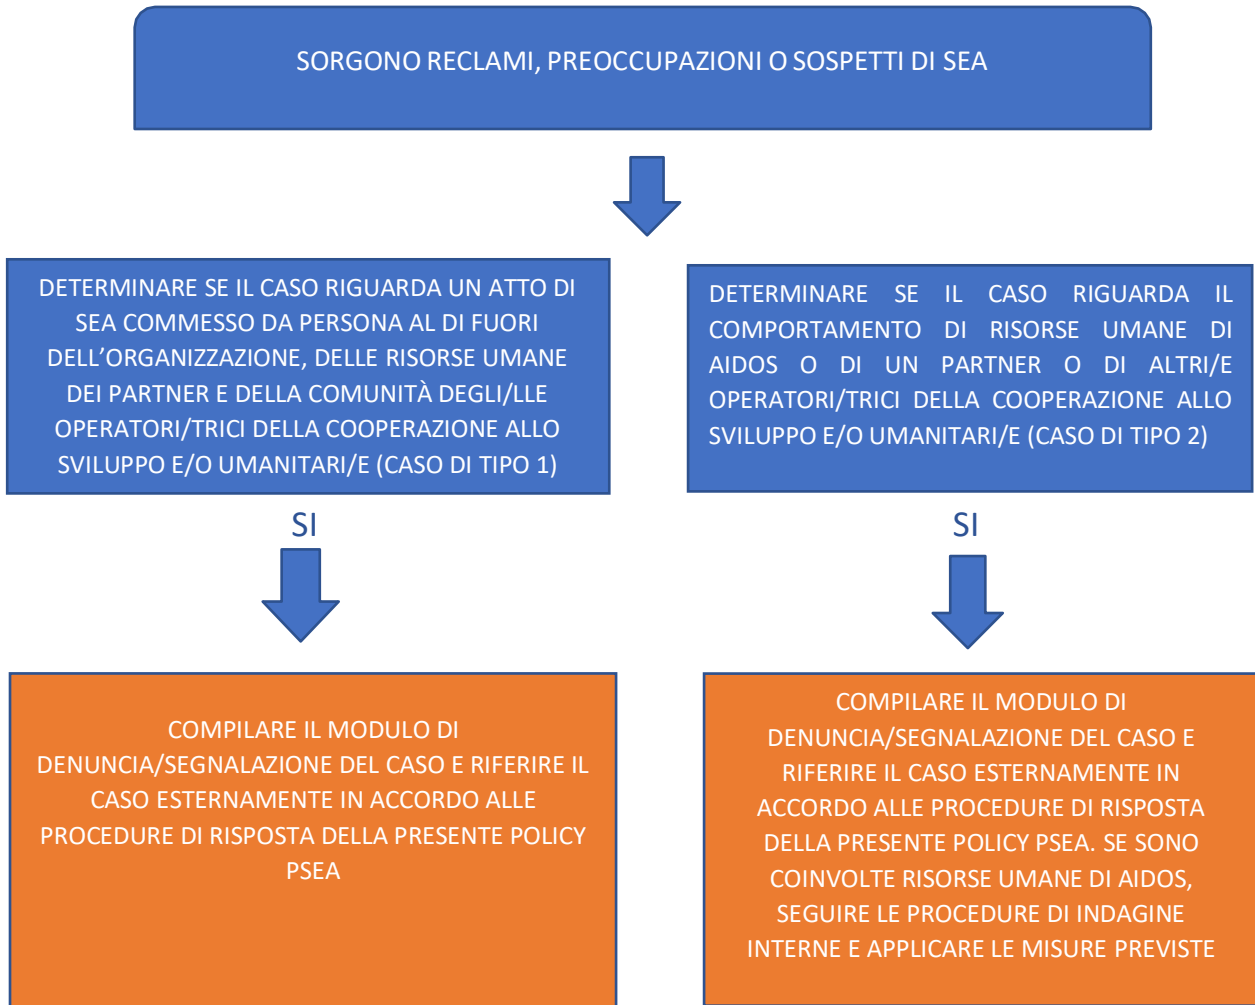 SORGONO RECLAMI, PREOCCUPAZIONI O SOSPETTI DI SEA
DETERMINARE SE IL CASO RIGUARDA UN ATTO DI
SEA COMMESSO DA PERSONA AL DI FUORI
DELL’ORGANIZZAZIONE, DELLE RISORSE UMANE
DEI PARTNER E DELLA COMUNITÀ DEGLI/LLE
OPERATORI/TRICI DELLA COOPERAZIONE ALLO
SVILUPPO E/O UMANITARI/E (CASO DI TIPO 1)
DETERMINARE SE IL CASO RIGUARDA IL
COMPORTAMENTO DI RISORSE UMANE DI
AIDOS O DI UN PARTNER O DI ALTRI/E
OPERATORI/TRICI DELLA COOPERAZIONE ALLO
SVILUPPO E/O UMANITARI/E (CASO DI TIPO 2)
SI
SI
COMPILARE IL MODULO DI
DENUNCIA/SEGNALAZIONE DEL CASO E RIFERIRE IL
CASO ESTERNAMENTE IN ACCORDO ALLE
PROCEDURE DI RISPOSTA DELLA PRESENTE POLICY
PSEA
COMPILARE IL MODULO DI
DENUNCIA/SEGNALAZIONE DEL CASO E
RIFERIRE IL CASO ESTERNAMENTE IN
ACCORDO ALLE PROCEDURE DI RISPOSTA
DELLA PRESENTE POLICY PSEA. SE SONO
COINVOLTE RISORSE UMANE DI AIDOS,
SEGUIRE LE PROCEDURE DI INDAGINE
INTERNE E APPLICARE LE MISURE PREVISTE